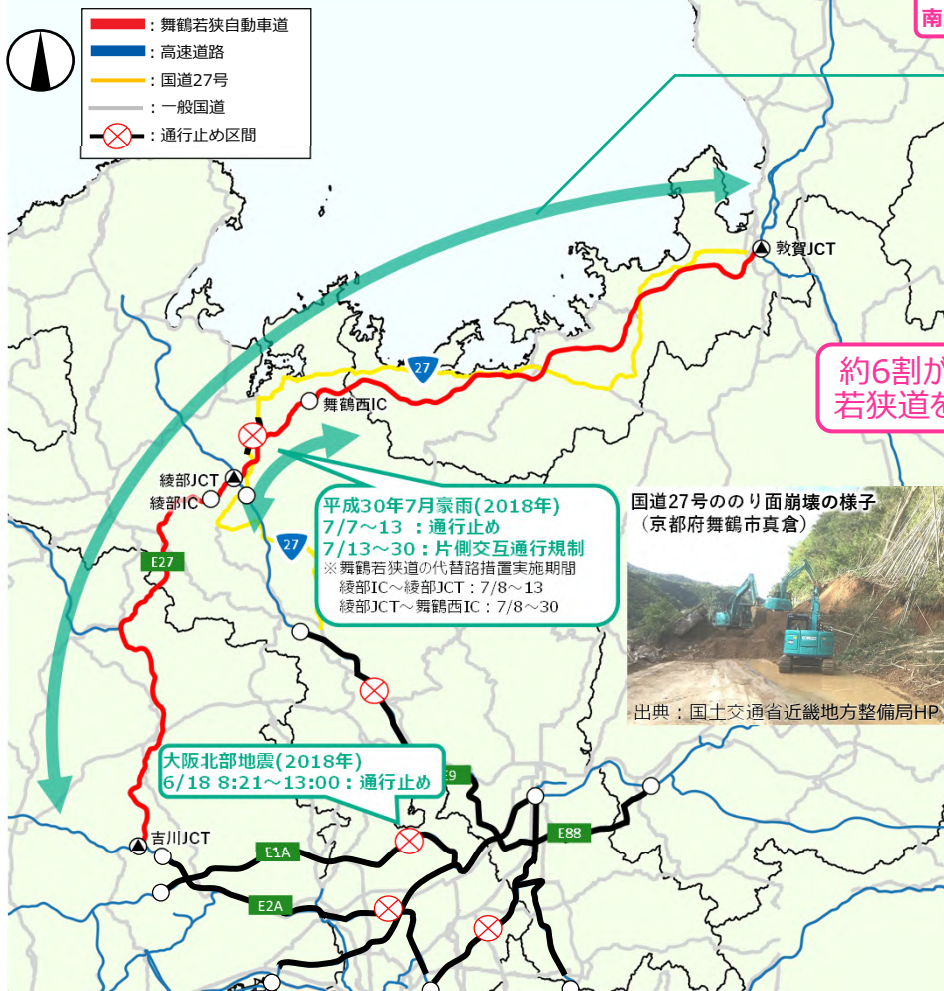 ：舞鶴若狭自動車道
：高速道路
：国道27号
：一般国道
：通行止め区間
南
敦賀JCT
27
約6割が
若狭道を
舞鶴西IC
綾部JCT
綾部IC
平成30年7月豪雨(2018年)
7/7～13 ：通行止め
7/13～30：片側交互通行規制
※舞鶴若狭道の代替路措置実施期間
綾部IC～綾部JCT：7/8～13
綾部JCT～舞鶴西IC：7/8～30
国道27号ののり面崩壊の様子
（京都府舞鶴市真倉）
出典：国土交通省近畿地方整備局HP
27
E27
大阪北部地震(2018年)
6/18 8:21～13:00：通行止め
E9
E88
吉川JCT
E1A
E2A